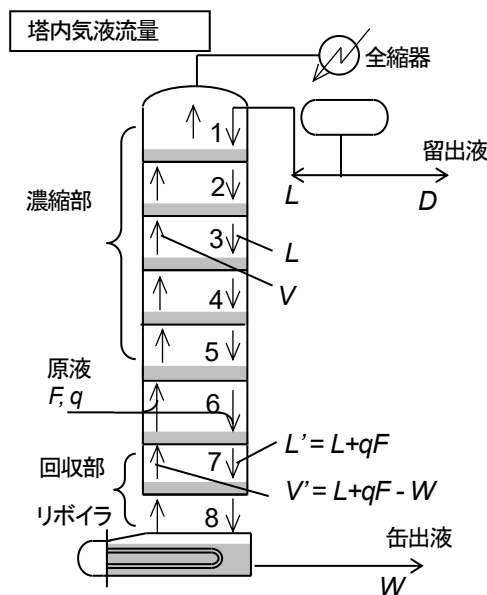 塔内気液流量
全縮器
1
留出液
2
L
D
濃縮部
3
L
4
V
5
原液
F, q
6
L’ = L+qF
7
回収部
V’ = L+qF - W
リボイラ
8
缶出液
W